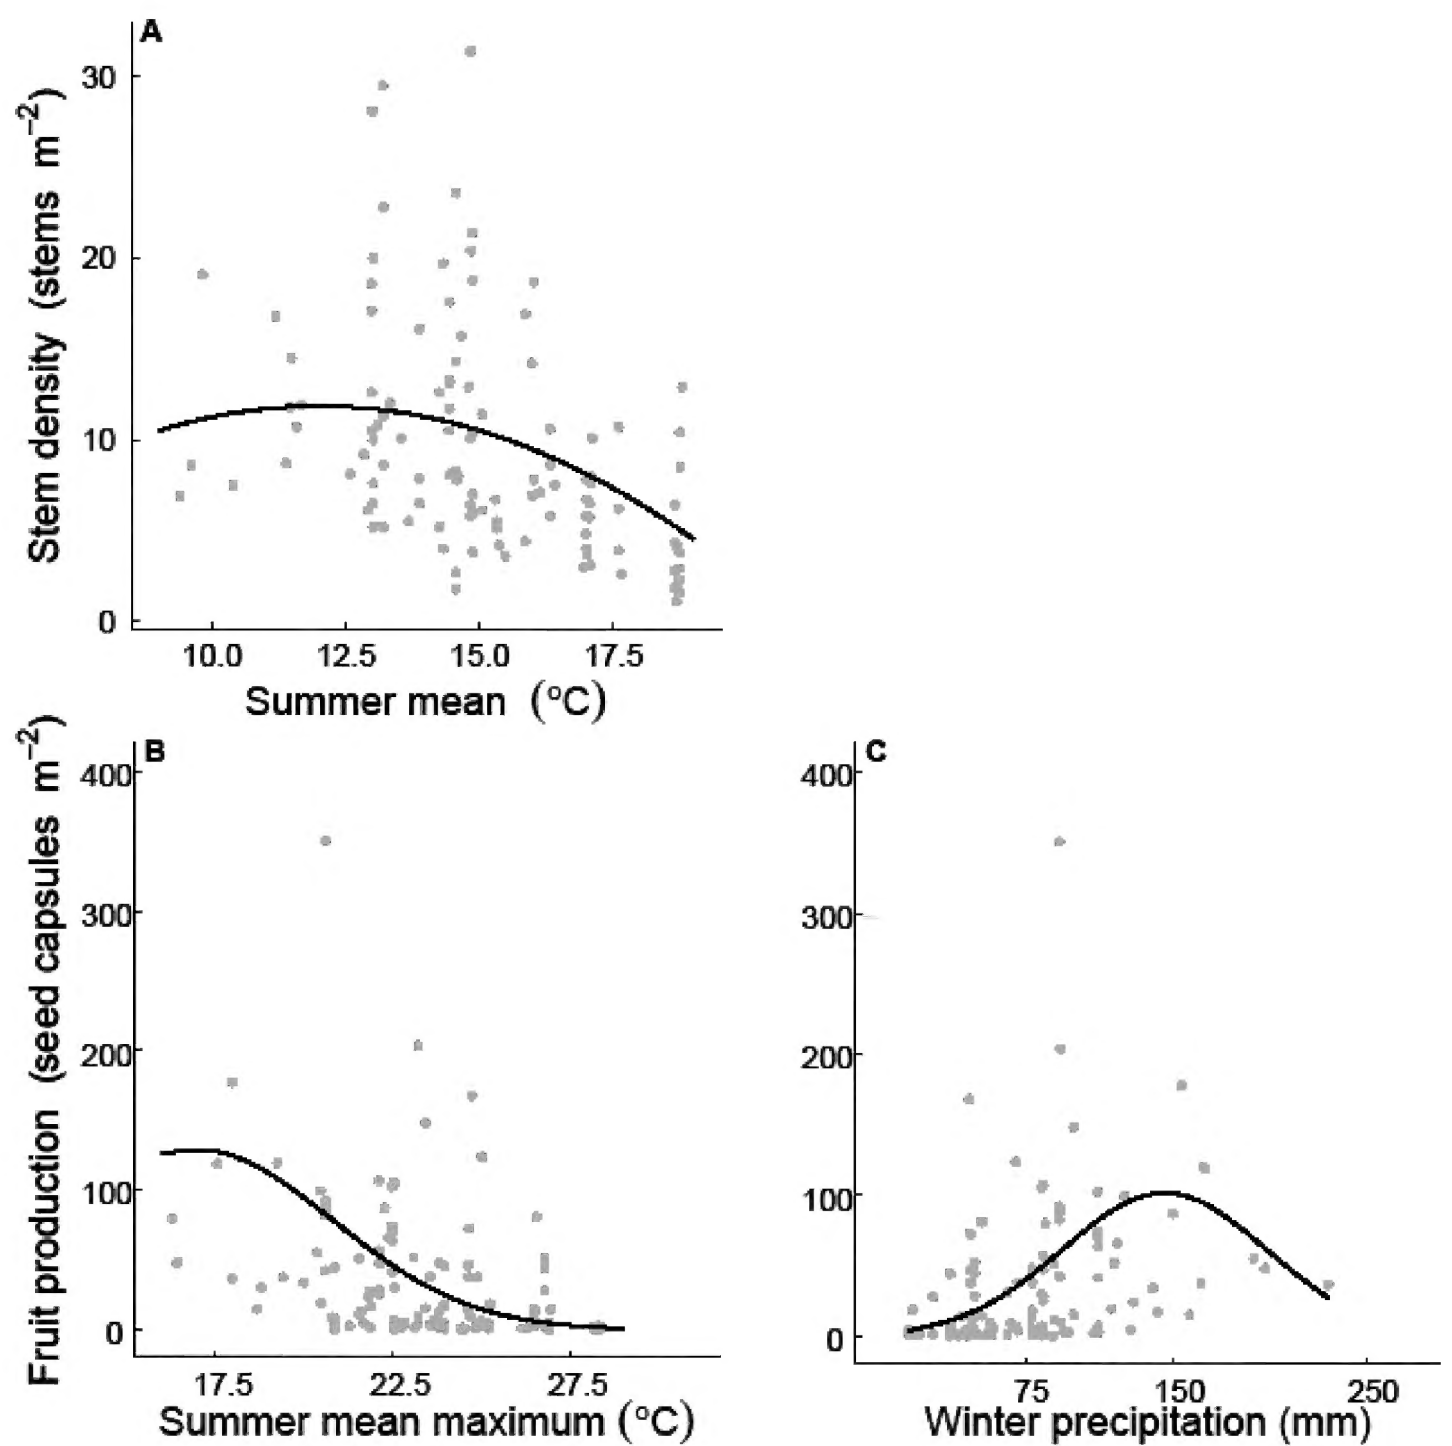 A
30
20
10
0
Stem density (stems m⁻²)
10.0 12.5 15.0 17.5
Summer mean (°C)
B
400
300
200
100
0
Fruit production (seed capsules m⁻²)
17.5 22.5 27.5
Summer mean maximum (°C)
C
400
300
200
100
0
75 150 250
Winter precipitation (mm)